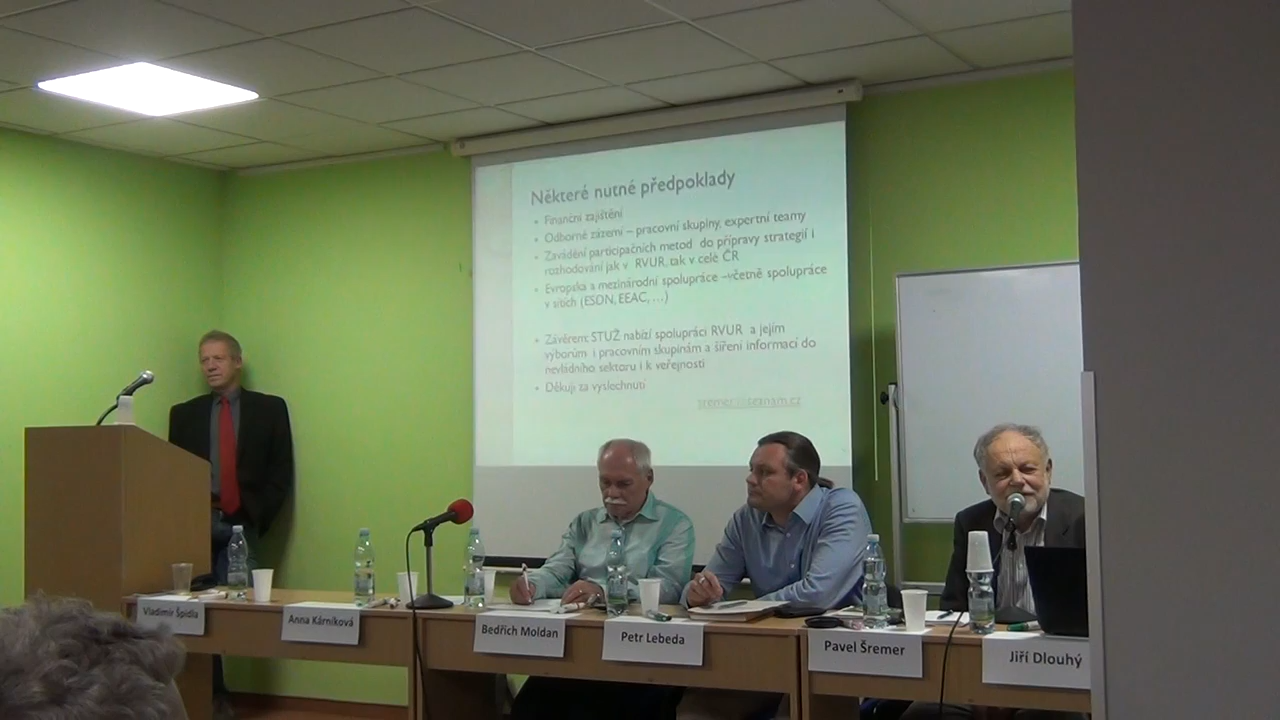 Některé nutné předpoklady
• Finanční zajištění
• Odborné zázemí – pracovní skupiny, expertní teamy
• Zavádění participačních metod do přípravy strategií i
rozhodování jak v RVUR, tak v celé ČR
• Evropska a mezinárodní spolupráce –včetně spolupráce
v sítích (ESDN, EEAC, …)
• Závěrem: STUŽ nabízí spolupráci RVUR a jejím
výborům i pracovním skupinám a šíření informací do
nevládního sektoru i k veřejnosti
• Děkuji za vyslechnutí
Vladimír Špidla
Anna Kárníková
Bedřich Moldan
Petr Lebeda
Pavel Šremer
Jiří Dlouhý